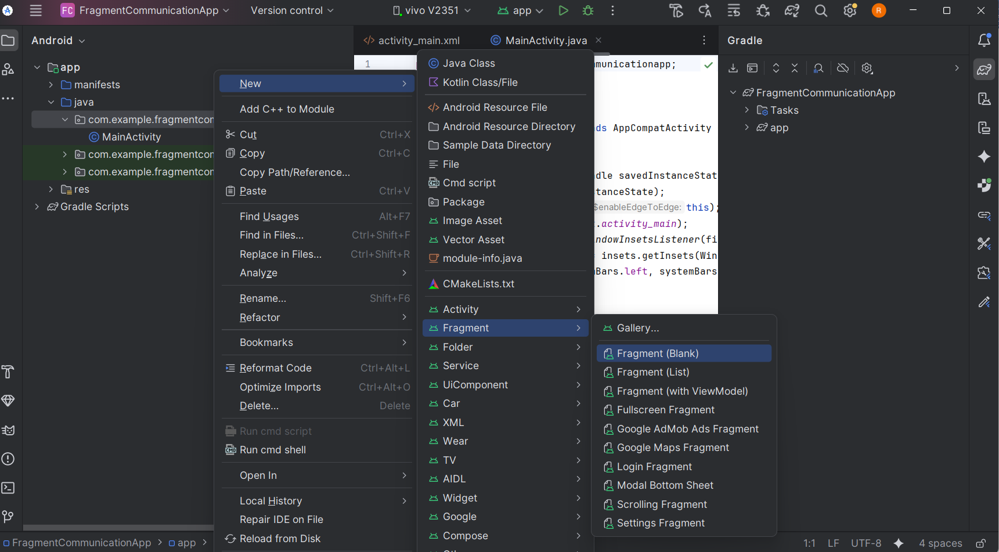 FC FragmentCommunicationApp
Version control
vivo V2351
app
R
Android
app
manifests
java
com.example.fragmentcom
MainActivity
com.example.fragmentcom
com.example.fragmentcom
res
Gradle Scripts
New
Add C++ to Module
Cut Ctrl+X
Copy Ctrl+C
Copy Path/Reference...
Paste Ctrl+V
Find Usages Alt+F7
Find in Files... Ctrl+Shift+F
Replace in Files... Ctrl+Shift+R
Analyze
Rename... Shift+F6
Refactor
Bookmarks
Reformat Code Ctrl+Alt+L
Optimize Imports Ctrl+Alt+O
Delete... Delete
Run cmd script
Run cmd shell
Open In
Local History
Repair IDE on File
Reload from Disk
Java Class
Kotlin Class/File
Android Resource File
Android Resource Directory
Sample Data Directory
File
Cmd script
Package
Image Asset
Vector Asset
module-info.java
CMakeLists.txt
Activity
Fragment
Folder
Service
UiComponent
Car
XML
Wear
TV
AIDL
Widget
Google
Compose
Gallery...
Fragment (Blank)
Fragment (List)
Fragment (with ViewModel)
Fullscreen Fragment
Google AdMob Ads Fragment
Google Maps Fragment
Login Fragment
Modal Bottom Sheet
Scrolling Fragment
Settings Fragment
activity_main.xml
MainActivity.java
1
municationapp;
ds AppCompatActivity
dle savedInstanceStat
tanceState);
$enableEdgeToEdge: this);
.activity_main);
ndowInsetsListener(fi
insets.getInsets(Win
Bars.left, systemBars
Gradle
FragmentCommunicationApp
Tasks
app
FragmentCommunicationApp > app >
1:1 LF UTF-8 4 spaces